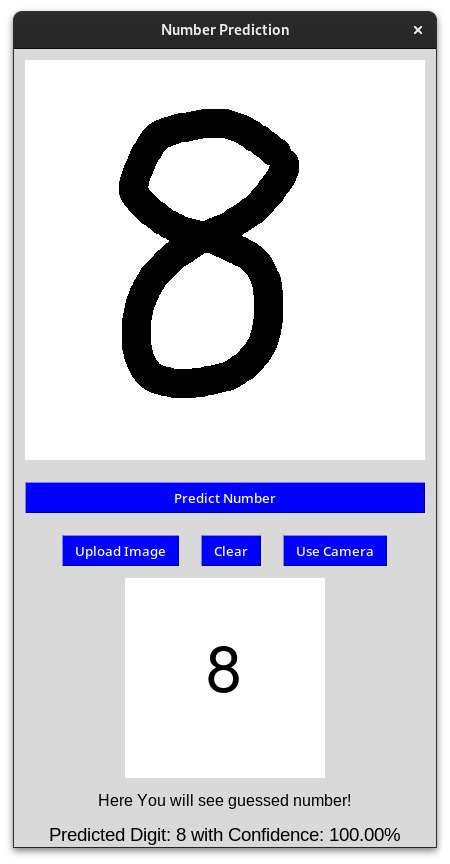 Number Prediction
8
Predict Number
Upload Image Clear Use Camera
8
Here You will see guessed number!
Predicted Digit: 8 with Confidence: 100.00%